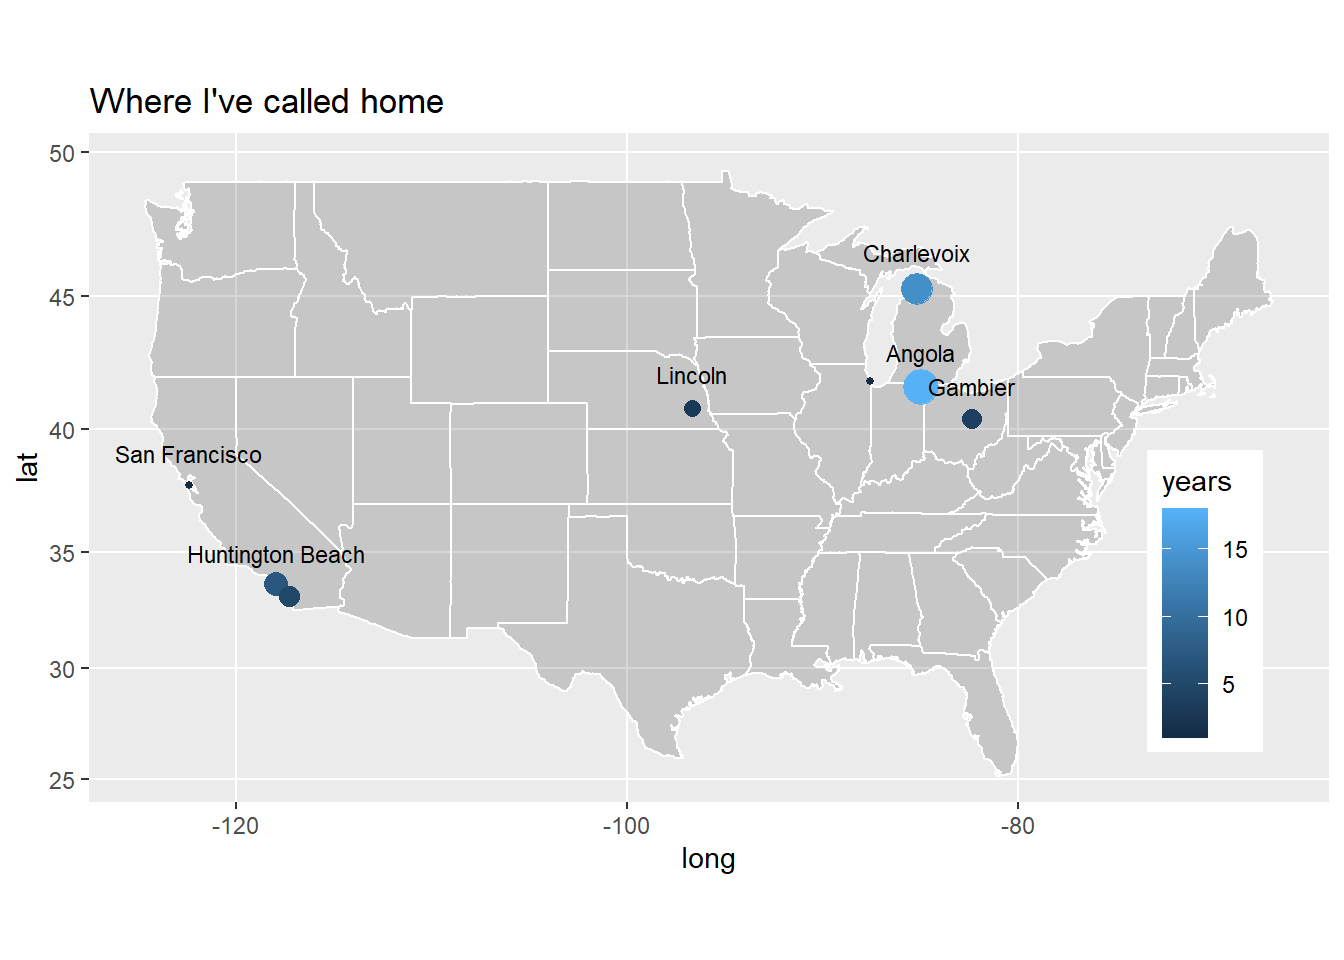 Where I've called home
50
45
40
35
30
25
lat
Charlevoix
Angola
Lincoln
Gambier
San Francisco
Huntington Beach
years
15
10
5
-120
-100
-80
long